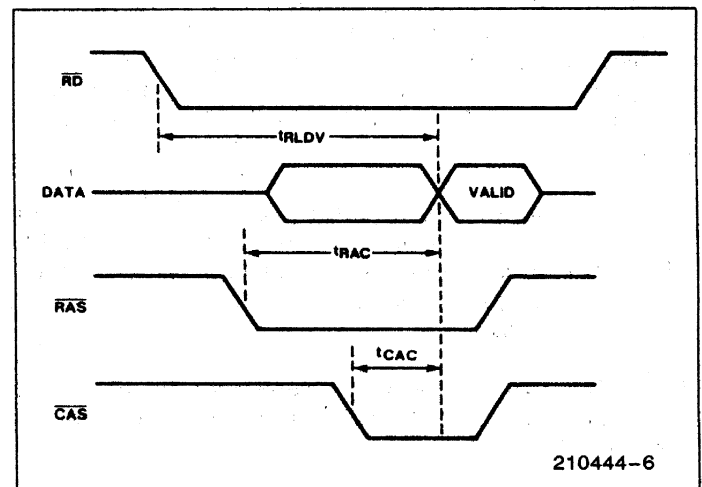 RD
tRLDV
DATA
VALID
tRAC
RAS
tCAC
CAS
210444-6